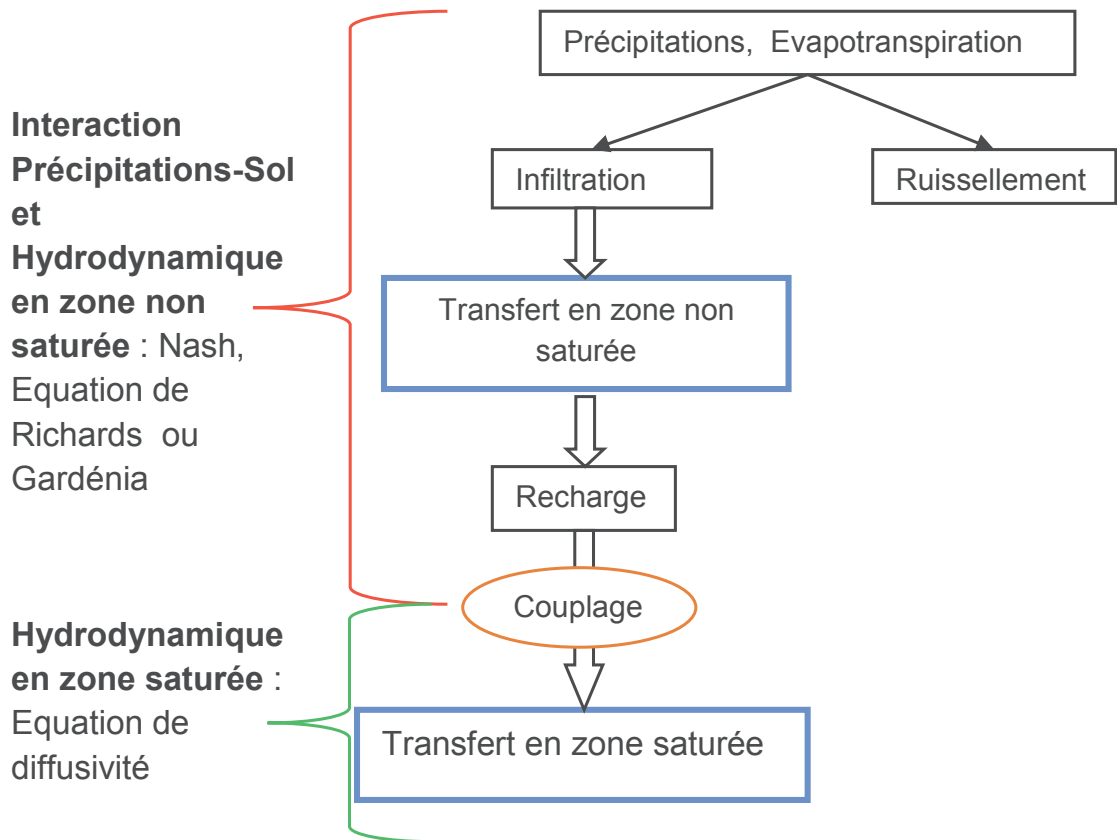 Précipitations, Evapotranspiration
Infiltration
Ruissellement
Interaction
Précipitations-Sol
et
Hydrodynamique
en zone non
saturée : Nash,
Equation de
Richards ou
Gardénia
Transfert en zone non
saturée
Recharge
Couplage
Hydrodynamique
en zone saturée :
Equation de
diffusivité
Transfert en zone saturée